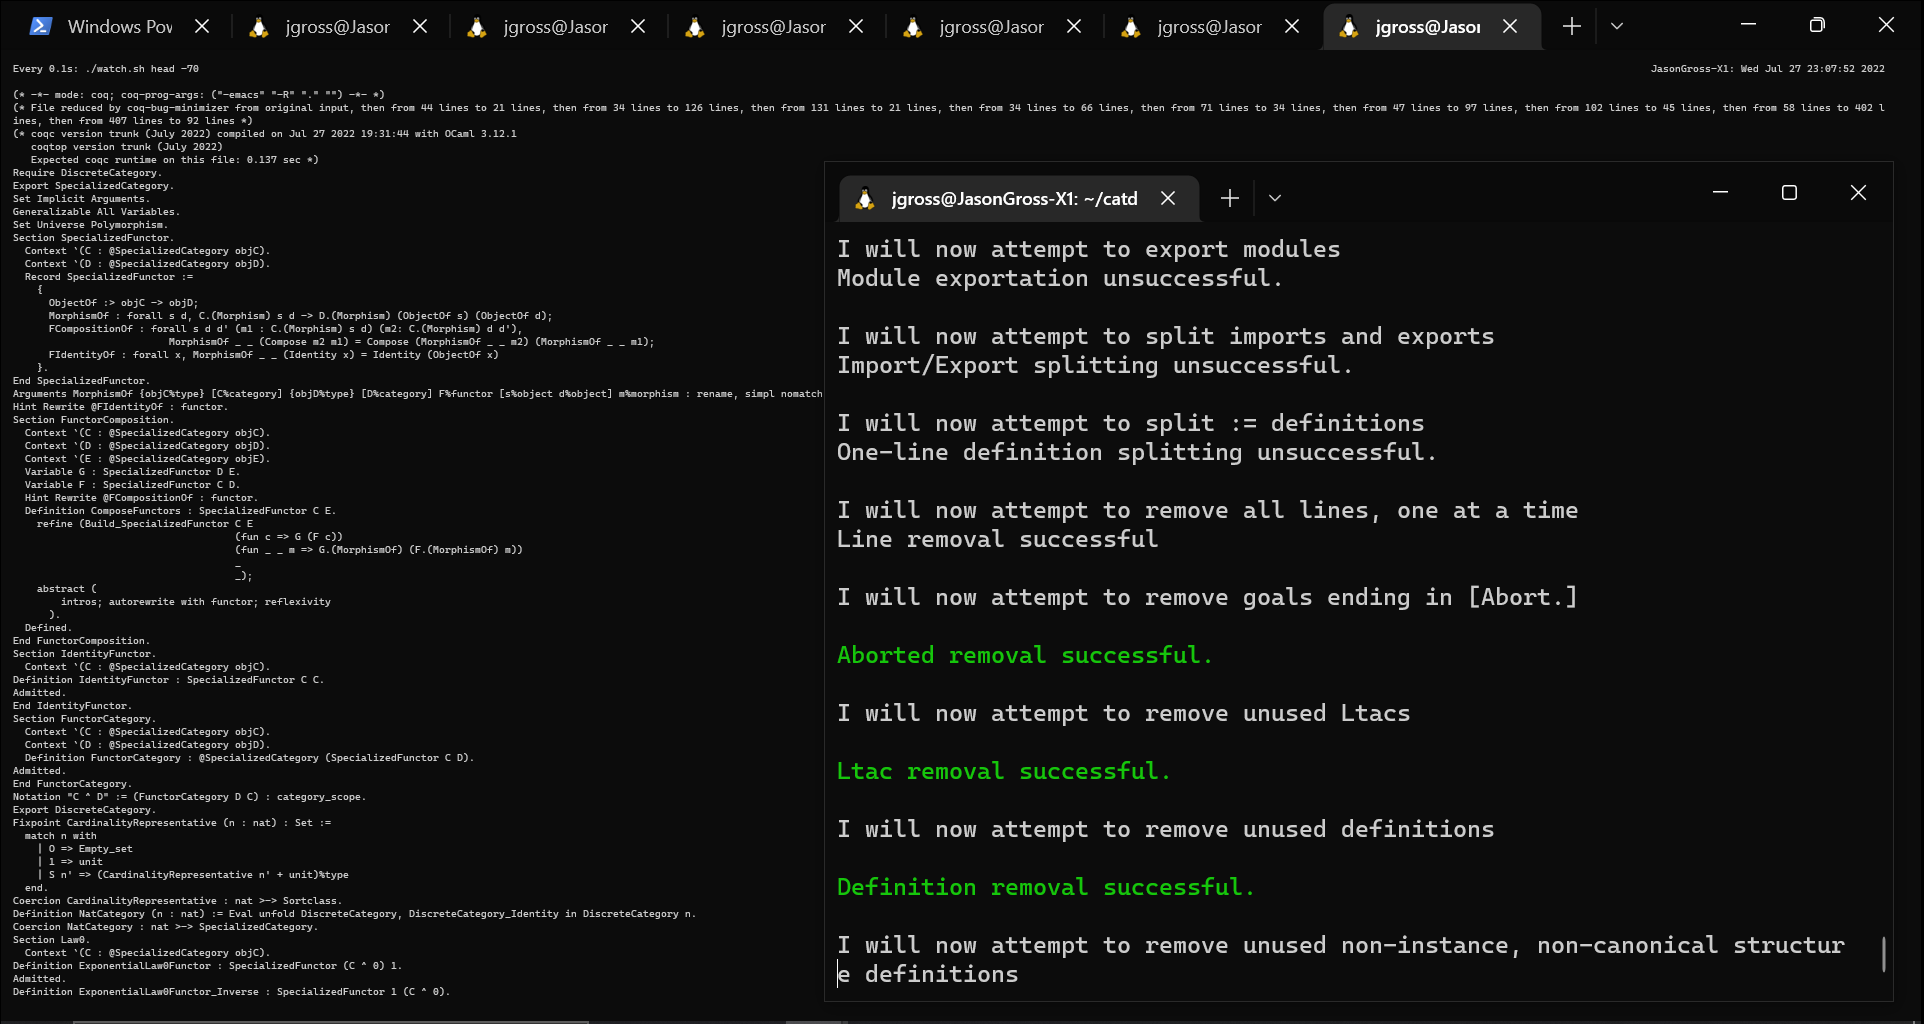 Windows Pov
jgross@Jasor
jgross@Jasor
jgross@Jasor
jgross@Jasor
jgross@Jasor
jgross@Jasor
Every 0.1s: ./watch.sh head -70
JasonGross-X1: Wed Jul 27 23:07:52 2022
(* -*- mode: coq; coq-prog-args: ("-emacs" "-R" "." "") -*- *)
(* File reduced by coq-bug-minimizer from original input, then from 44 lines to 21 lines, then from 34 lines to 126 lines, then from 131 lines to 21 lines, then from 34 lines to 66 lines, then from 71 lines to 34 lines, then from 47 lines to 97 lines, then from 102 lines to 45 lines, then from 58 lines to 402 l
ines, then from 407 lines to 92 lines *)
(* coqc version trunk (July 2022) compiled on Jul 27 2022 19:31:44 with OCaml 3.12.1
coqtop version trunk (July 2022)
Expected coqc runtime on this file: 0.137 sec *)
Require DiscreteCategory.
Export SpecializedCategory.
Set Implicit Arguments.
Generalizable All Variables.
Set Universe Polymorphism.
Section SpecializedFunctor.
Context `(C : @SpecializedCategory objC).
Context `(D : @SpecializedCategory objD).
Record SpecializedFunctor :=
{
ObjectOf :> objC -> objD;
MorphismOf : forall s d, C.(Morphism) s d -> D.(Morphism) (ObjectOf s) (ObjectOf d);
FCompositionOf : forall s d d' (m1 : C.(Morphism) s d) (m2: C.(Morphism) d d'),
MorphismOf _ _ (Compose m2 m1) = Compose (MorphismOf _ _ m2) (MorphismOf _ _ m1);
FIdentityOf : forall x, MorphismOf _ _ (Identity x) = Identity (ObjectOf x)
}.
End SpecializedFunctor.
Arguments MorphismOf {objC%type} [C%category] {objD%type} [D%category] F%functor [s%object d%object] m%morphism : rename, simpl nomatch
Hint Rewrite @FIdentityOf : functor.
Section FunctorComposition.
Context `(C : @SpecializedCategory objC).
Context `(D : @SpecializedCategory objD).
Context `(E : @SpecializedCategory objE).
Variable G : SpecializedFunctor D E.
Variable F : SpecializedFunctor C D.
Hint Rewrite @FCompositionOf : functor.
Definition ComposeFunctors : SpecializedFunctor C E.
refine (Build_SpecializedFunctor C E
(fun c => G (F c))
(fun _ _ m => G.(MorphismOf) (F.(MorphismOf) m))
_
_);
abstract (
intros; autorewrite with functor; reflexivity
).
Defined.
End FunctorComposition.
Section IdentityFunctor.
Context `(C : @SpecializedCategory objC).
Definition IdentityFunctor : SpecializedFunctor C C.
Admitted.
End IdentityFunctor.
Section FunctorCategory.
Context `(C : @SpecializedCategory objC).
Context `(D : @SpecializedCategory objD).
Definition FunctorCategory : @SpecializedCategory (SpecializedFunctor C D).
Admitted.
End FunctorCategory.
Notation "C ^ D" := (FunctorCategory D C) : category_scope.
Export DiscreteCategory.
Fixpoint CardinalityRepresentative (n : nat) : Set :=
match n with
| O => Empty_set
| 1 => unit
| S n' => (CardinalityRepresentative n' + unit)%type
end.
Coercion CardinalityRepresentative : nat >-> Sortclass.
Definition NatCategory (n : nat) := Eval unfold DiscreteCategory, DiscreteCategory_Identity in DiscreteCategory n.
Coercion NatCategory : nat >-> SpecializedCategory.
Section Law0.
Context `(C : @SpecializedCategory objC).
Definition ExponentialLaw0Functor : SpecializedFunctor (C ^ 0) 1.
Admitted.
Definition ExponentialLaw0Functor_Inverse : SpecializedFunctor 1 (C ^ 0).
jgross@JasonGross-X1: ~/catd
I will now attempt to export modules
Module exportation unsuccessful.
I will now attempt to split imports and exports
Import/Export splitting unsuccessful.
I will now attempt to split := definitions
One-line definition splitting unsuccessful.
I will now attempt to remove all lines, one at a time
Line removal successful
I will now attempt to remove goals ending in [Abort.]
Aborted removal successful.
I will now attempt to remove unused Ltacs
Ltac removal successful.
I will now attempt to remove unused definitions
Definition removal successful.
I will now attempt to remove unused non-instance, non-canonical structur
e definitions